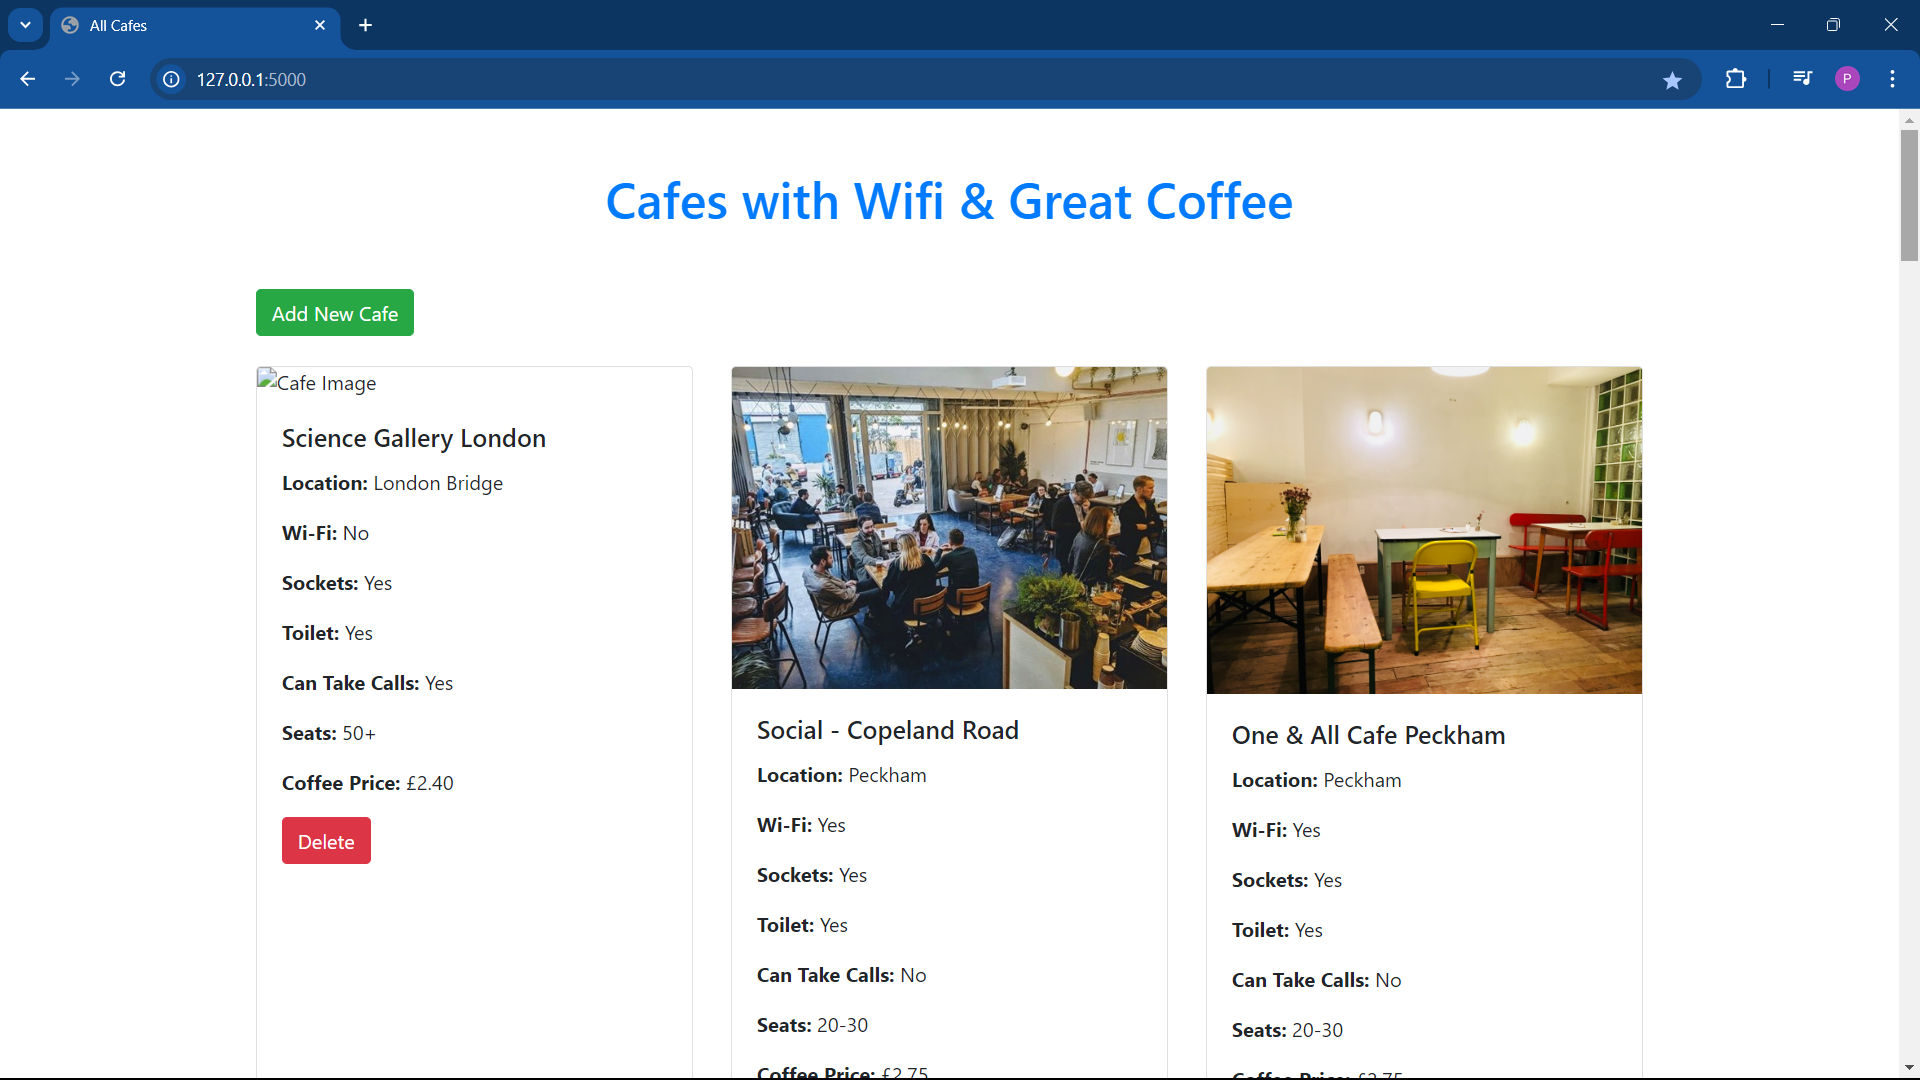 All Cafes
127.0.0.1:5000
P
Cafes with Wifi & Great Coffee
Add New Cafe
Cafe Image
Science Gallery London
Location: London Bridge
Wi-Fi: No
Sockets: Yes
Toilet: Yes
Can Take Calls: Yes
Seats: 50+
Coffee Price: £2.40
Delete
Social - Copeland Road
Location: Peckham
Wi-Fi: Yes
Sockets: Yes
Toilet: Yes
Can Take Calls: No
Seats: 20-30
Coffee Price: £2.75
One & All Cafe Peckham
Location: Peckham
Wi-Fi: Yes
Sockets: Yes
Toilet: Yes
Can Take Calls: No
Seats: 20-30
Coffee Price: £2.75